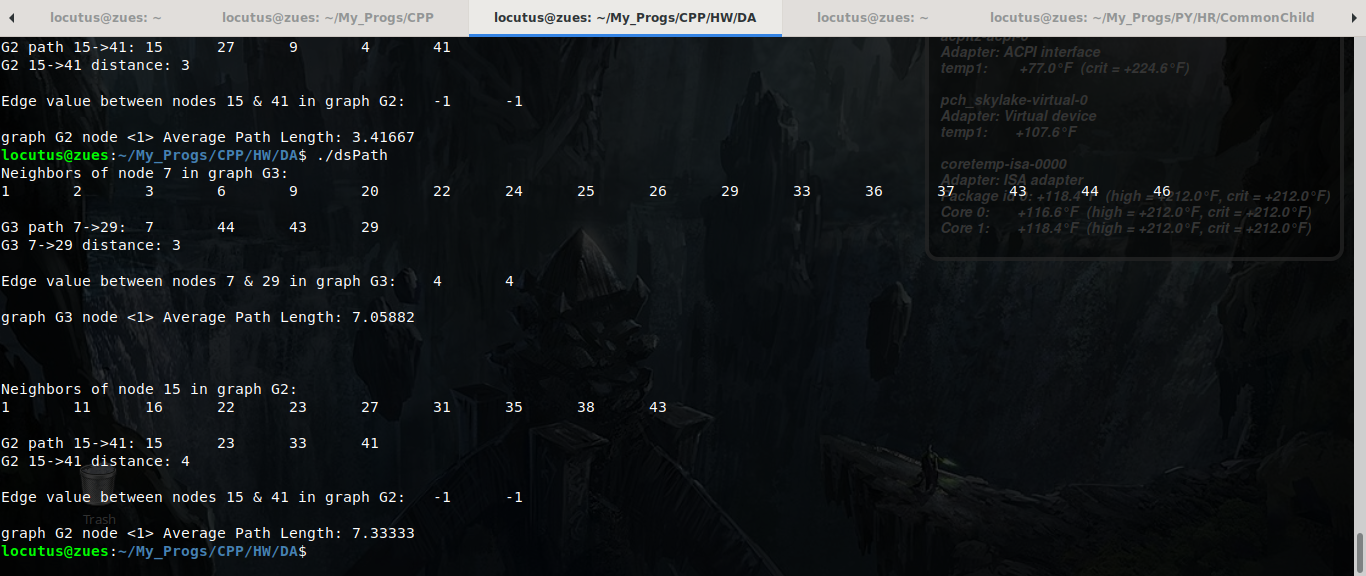 locutus@zues: ~
locutus@zues: ~/My_Progs/CPP
locutus@zues: ~/My_Progs/CPP/HW/DA
locutus@zues: ~
locutus@zues: ~/My_Progs/PY/HR/CommonChild
G2 path 15->41: 15 27 9 4 41
G2 15->41 distance: 3
Edge value between nodes 15 & 41 in graph G2: -1 -1
graph G2 node <1> Average Path Length: 3.41667
locutus@zues:~/My_Progs/CPP/HW/DA$ ./dsPath
Neighbors of node 7 in graph G3:
1 2 3 6 9 20 22 24 25 26 29 33 36 37 43 44 46
G3 path 7->29: 7 44 43 29
G3 7->29 distance: 3
Edge value between nodes 7 & 29 in graph G3: 4 4
graph G3 node <1> Average Path Length: 7.05882
Neighbors of node 15 in graph G2:
1 11 16 22 23 27 31 35 38 43
G2 path 15->41: 15 23 33 41
G2 15->41 distance: 4
Edge value between nodes 15 & 41 in graph G2: -1 -1
graph G2 node <1> Average Path Length: 7.33333
locutus@zues:~/My_Progs/CPP/HW/DA$
Adapter: ACPI interface
temp1: +77.0°F (crit = +224.6°F)
pch_skylake-virtual-0
Adapter: Virtual device
temp1: +107.6°F
coretemp-isa-0000
Adapter: ISA adapter
Package id 0: +118.4°F (high = +212.0°F, crit = +212.0°F)
Core 0: +116.6°F (high = +212.0°F, crit = +212.0°F)
Core 1: +118.4°F (high = +212.0°F, crit = +212.0°F)
Trash